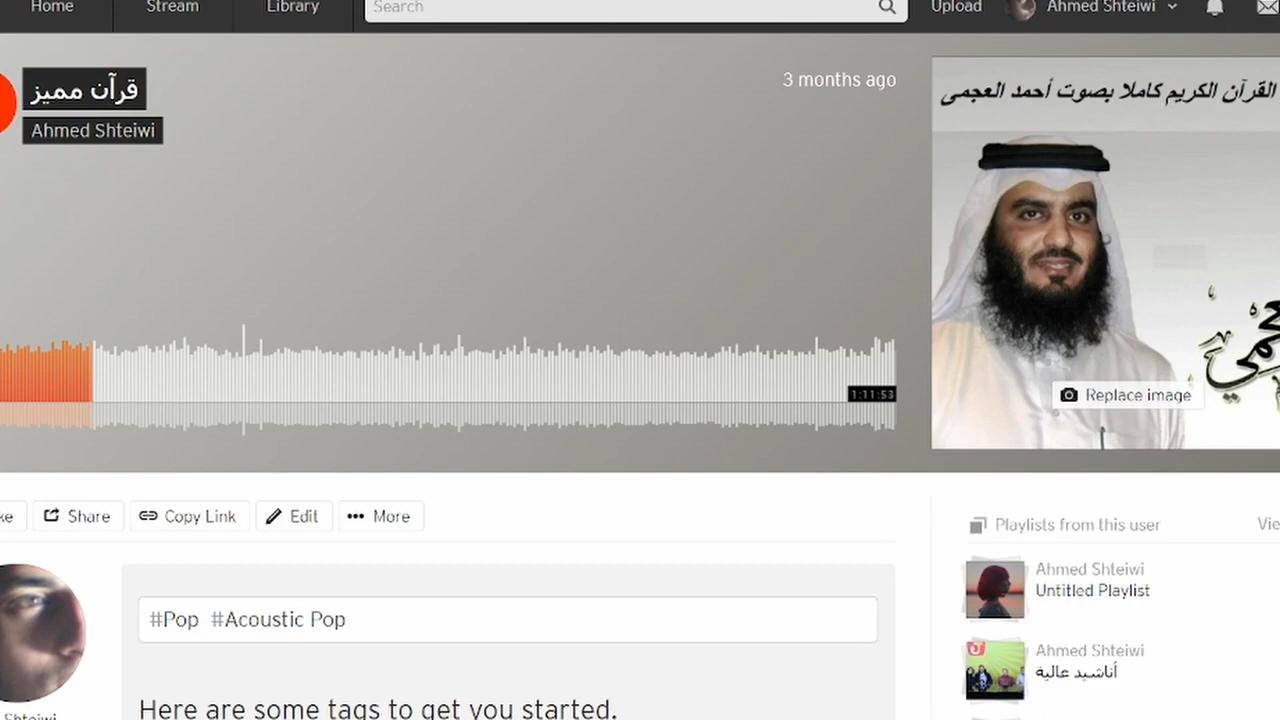 Home Stream Library Search Upload Ahmed Shteiwi
قرآن مميز
3 months ago
Ahmed Shteiwi
القرآن الكريم كاملا بصوت أحمد العجمي
1:11:53
Replace image
Share Copy Link Edit More
Playlists from this user
Ahmed Shteiwi
Untitled Playlist
#Pop #Acoustic Pop
Ahmed Shteiwi
أناشيد عالية
Here are some tags to get you started.
Shteiwi